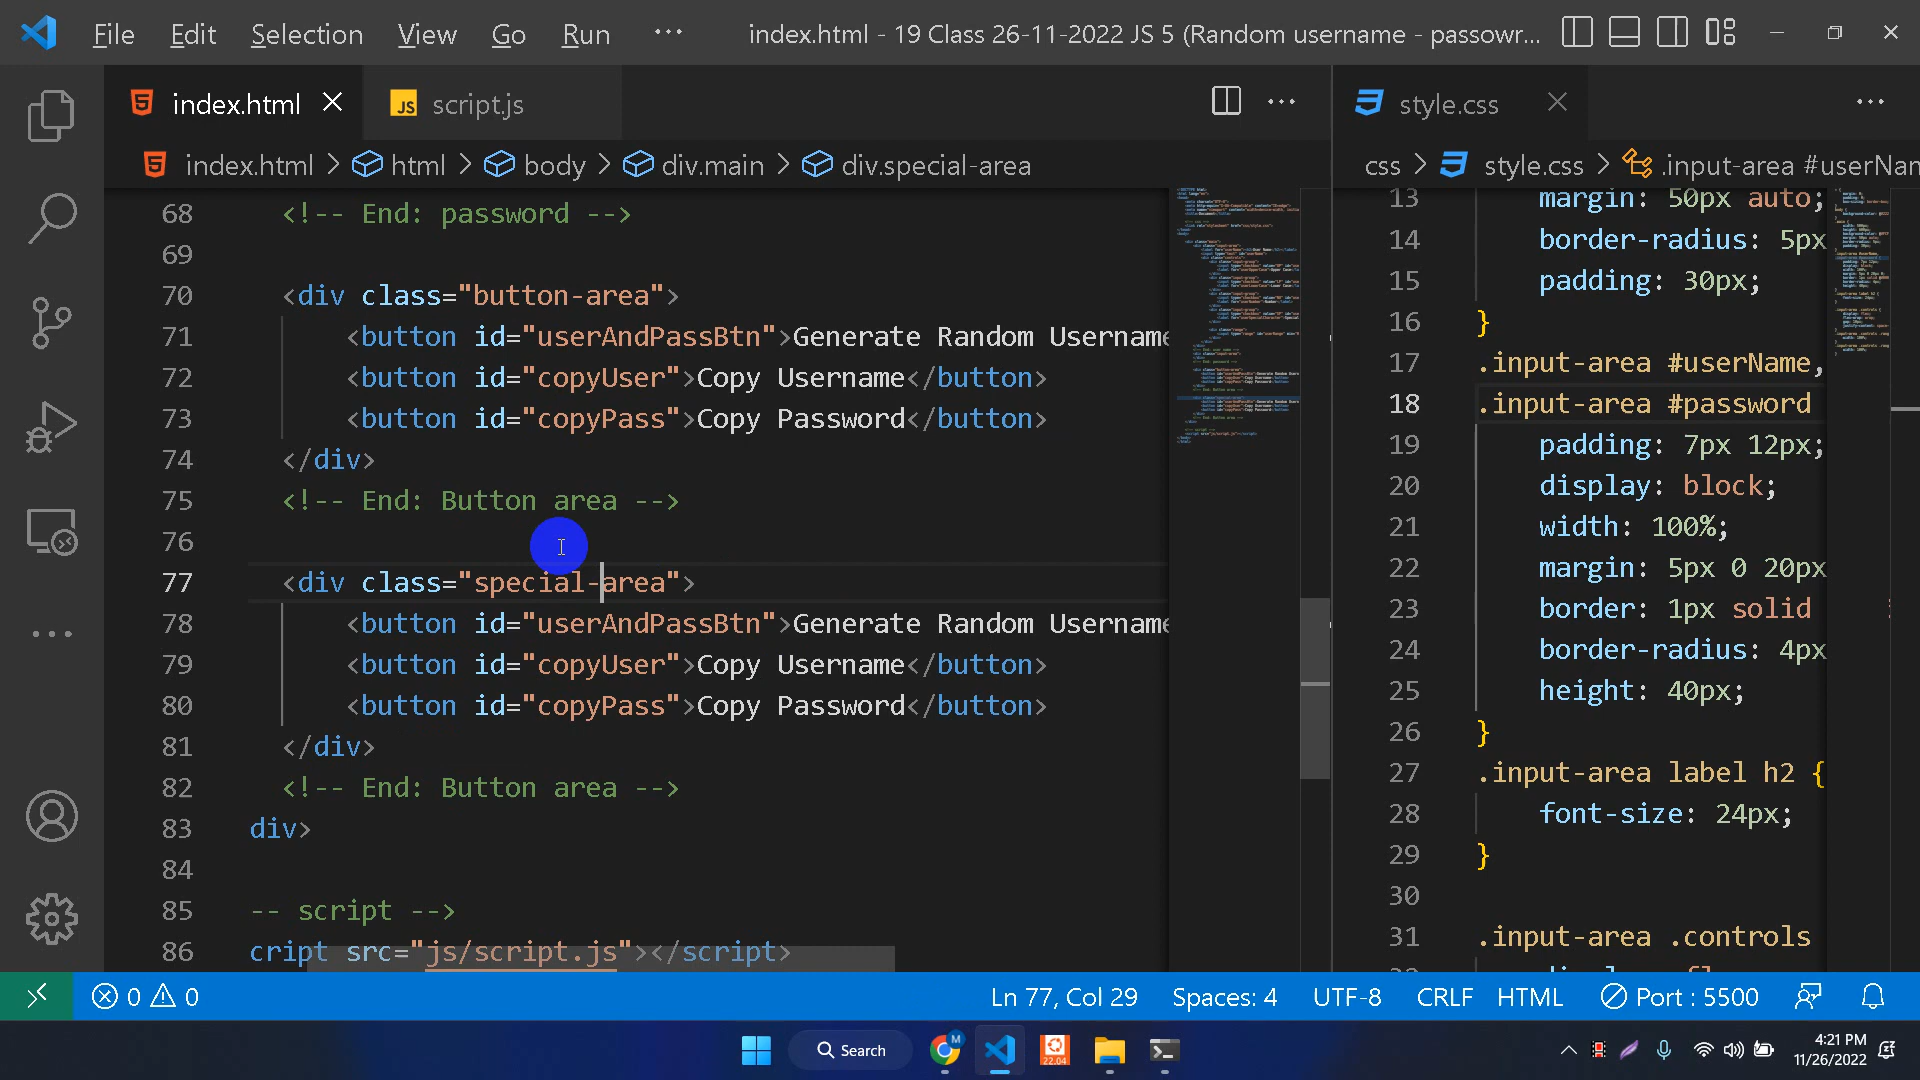 File Edit Selection View Go Run ··· index.html - 19 Class 26-11-2022 JS 5 (Random username - passowr...
index.html script.js
index.html > html > body > div.main > div.special-area
68 <!-- End: password -->
69
70 <div class="button-area">
71 <button id="userAndPassBtn">Generate Random Username
72 <button id="copyUser">Copy Username</button>
73 <button id="copyPass">Copy Password</button>
74 </div>
75 <!-- End: Button area -->
76
77 <div class="special-area">
78 <button id="userAndPassBtn">Generate Random Username
79 <button id="copyUser">Copy Username</button>
80 <button id="copyPass">Copy Password</button>
81 </div>
82 <!-- End: Button area -->
83 div>
84
85 -- script -->
86 cript src="js/script.js"></script>
style.css
css > style.css > .input-area #userNam
13 margin: 50px auto;
14 border-radius: 5px
15 padding: 30px;
16 }
17 .input-area #userName,
18 .input-area #password
19 padding: 7px 12px;
20 display: block;
21 width: 100%;
22 margin: 5px 0 20px
23 border: 1px solid
24 border-radius: 4px
25 height: 40px;
26 }
27 .input-area label h2 {
28 font-size: 24px;
29 }
30
31 .input-area .controls
0 0 Ln 77, Col 29 Spaces: 4 UTF-8 CRLF HTML Port : 5500
Search
M
22.04
4:21 PM
11/26/2022